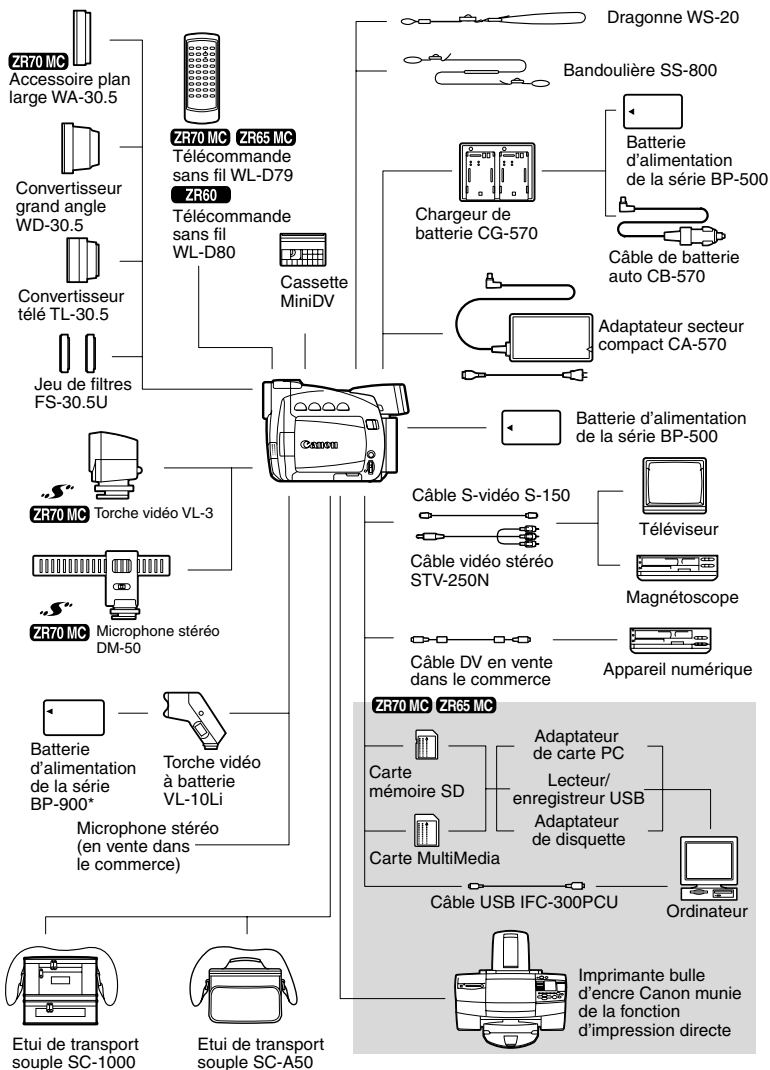 ZR70 MC
Accessoire plan
large WA-30.5
Convertisseur
grand angle
WD-30.5
Convertisseur
télé TL-30.5
Jeu de filtres
FS-30.5U
ZR70 MC ZR65 MC
Télécommande
sans fil WL-D79
ZR60
Télécommande
sans fil
WL-D80
Cassette
MiniDV
Dragonne WS-20
Bandoulière SS-800
Chargeur de
batterie CG-570
Batterie
d'alimentation
de la série BP-500
Câble de batterie
auto CB-570
Adaptateur secteur
compact CA-570
Canon
Batterie d'alimentation
de la série BP-500
S
ZR70 MC Torche vidéo VL-3
S
ZR70 MC Microphone stéréo
DM-50
Câble S-vidéo S-150
Câble vidéo stéréo
STV-250N
Téléviseur
Magnétoscope
Câble DV en vente
dans le commerce
Appareil numérique
Batterie
d'alimentation
de la série
BP-900*
Torche vidéo
à batterie
VL-10Li
Microphone stéréo
(en vente dans
le commerce)
ZR70 MC ZR65 MC
Carte
mémoire SD
Carte MultiMedia
Adaptateur
de carte PC
Lecteur/
enregistreur USB
Adaptateur
de disquette
Câble USB IFC-300PCU
Ordinateur
Imprimante bulle
d'encre Canon munie
de la fonction
d'impression directe
Etui de transport
souple SC-1000
Etui de transport
souple SC-A50